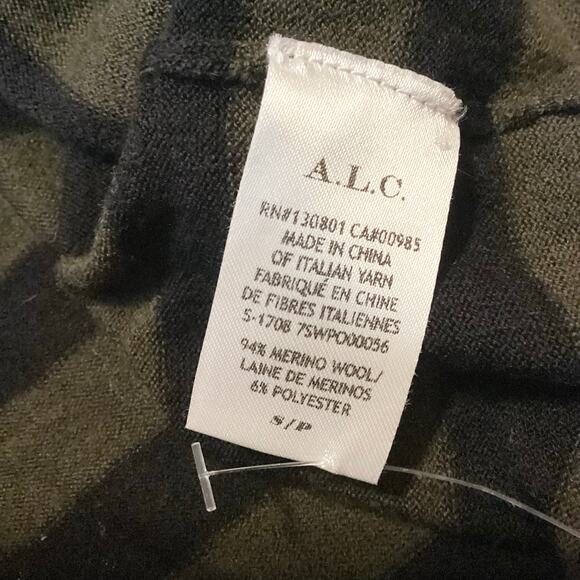 A.L.C.
RN#130801 CA#00985
MADE IN CHINA
OF ITALIAN YARN
FABRIQUÉ EN CHINE
DE FIBRES ITALIENNES
S-1708 7SWPO00056
94% MERINO WOOL/
LAINE DE MERINOS
6% POLYESTER
S/P